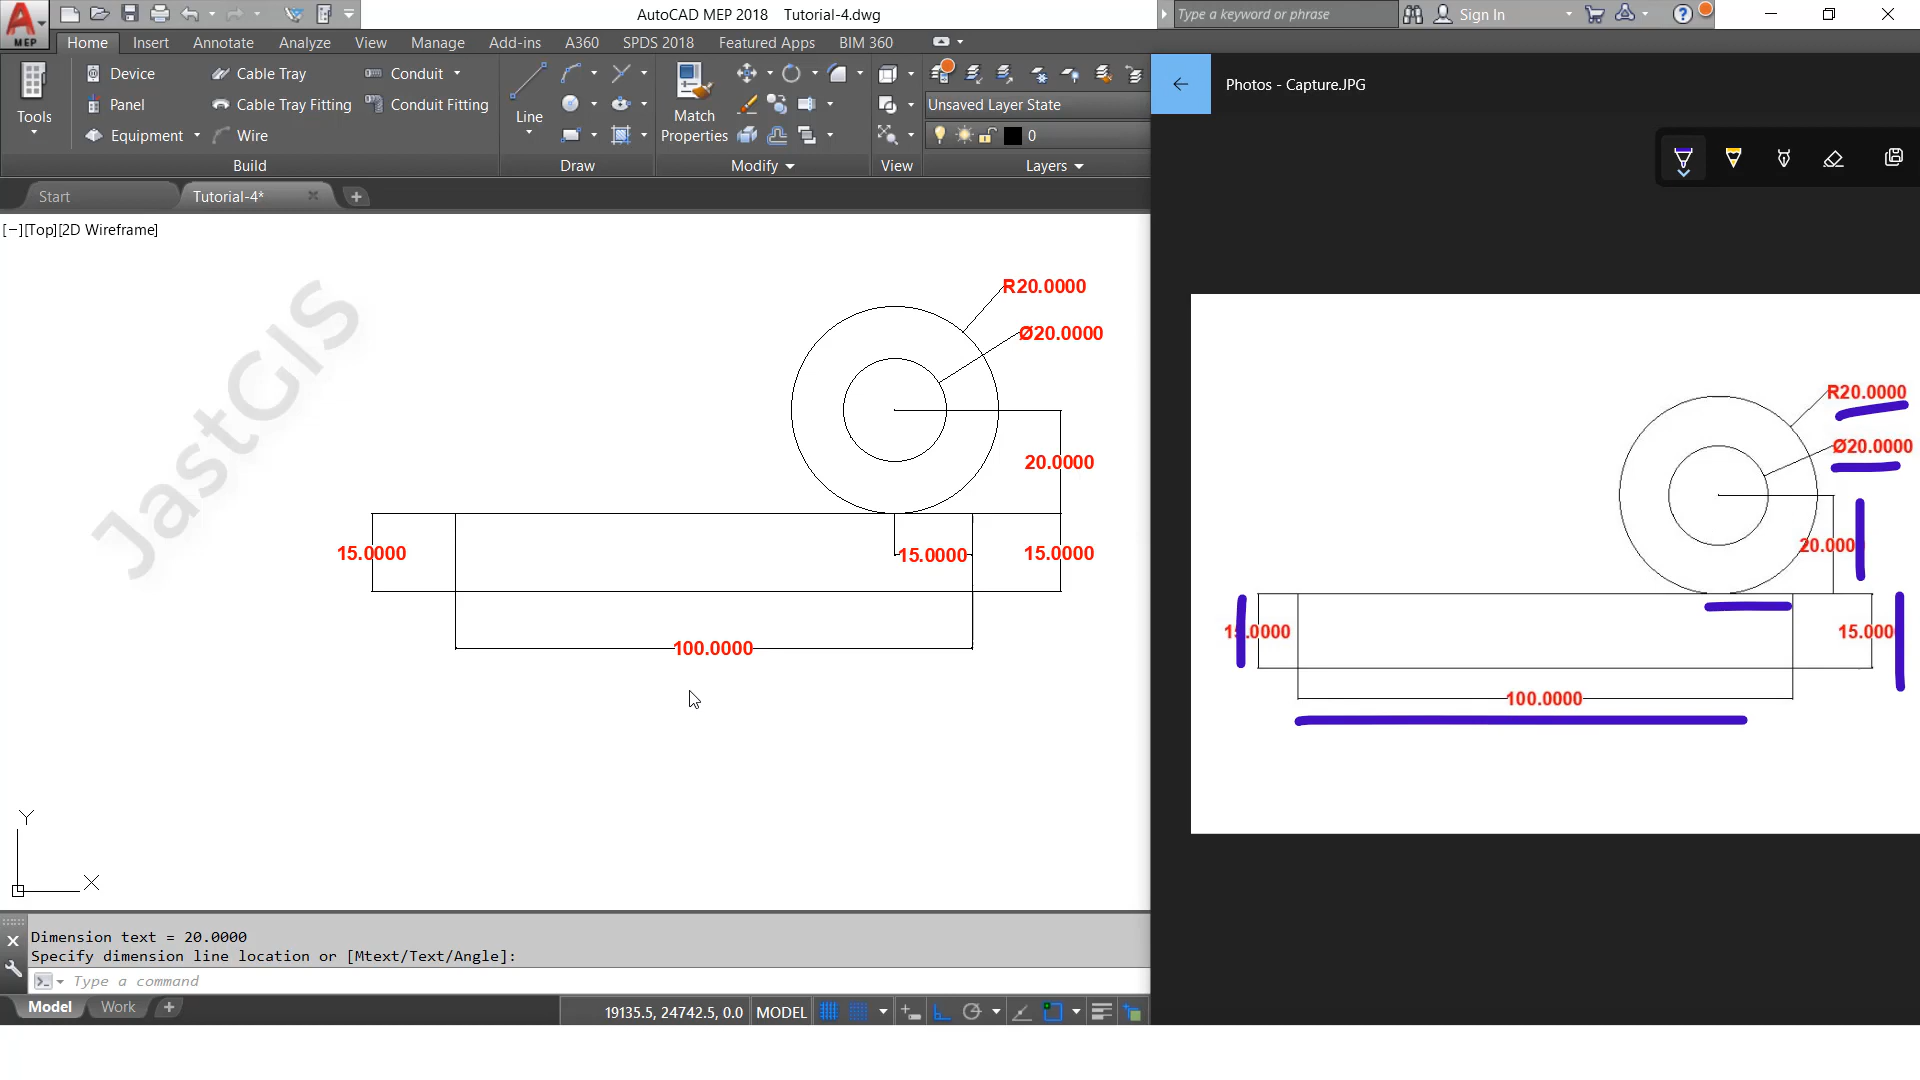 AutoCAD MEP 2018 Tutorial-4.dwg
Type a keyword or phrase
Sign In
MEP
Home Insert Annotate Analyze View Manage Add-ins A360 SPDS 2018 Featured Apps BIM 360
Tools
Device
Panel
Equipment
Cable Tray
Cable Tray Fitting
Wire
Conduit
Conduit Fitting
Build
Line
Draw
Match
Properties
Modify
View
Unsaved Layer State
0
Layers
Start
Tutorial-4*
[−][Top][2D Wireframe]
JastGIS
R20.0000
Ø20.0000
20.0000
15.0000
15.0000
15.0000
100.0000
Y
X
Dimension text = 20.0000
Specify dimension line location or [Mtext/Text/Angle]:
Type a command
Model
Work
19135.5, 24742.5, 0.0
MODEL
Photos - Capture.JPG
R20.0000
Ø20.0000
20.000
15.0000
15.000
100.0000